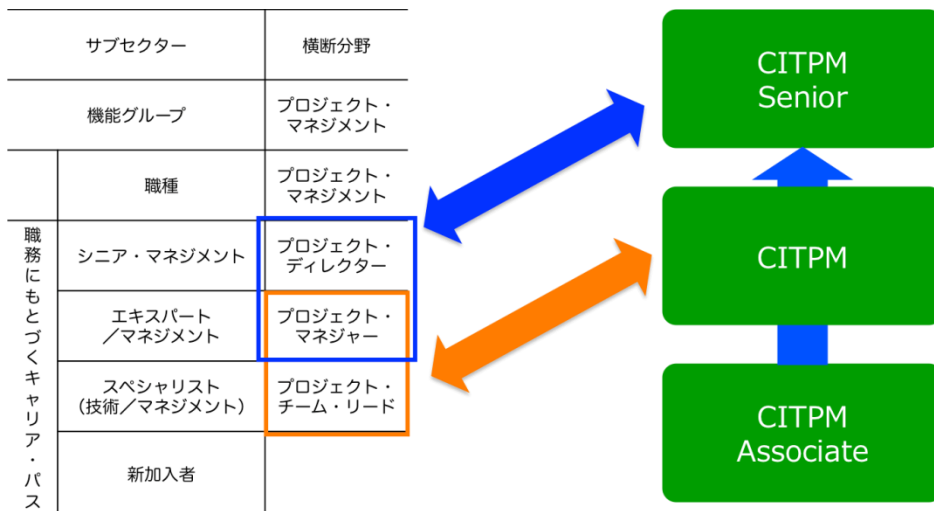 サブセクター
横断分野
機能グループ
プロジェクト・
マネジメント
職種
プロジェクト・
マネジメント
職務にもとづくキャリア・パス
シニア・マネジメント
プロジェクト・
ディレクター
エキスパート
／マネジメント
プロジェクト・
マネジャー
スペシャリスト
（技術／マネジメント）
プロジェクト・
チーム・リード
新加入者
CITPM
Senior
CITPM
CITPM
Associate